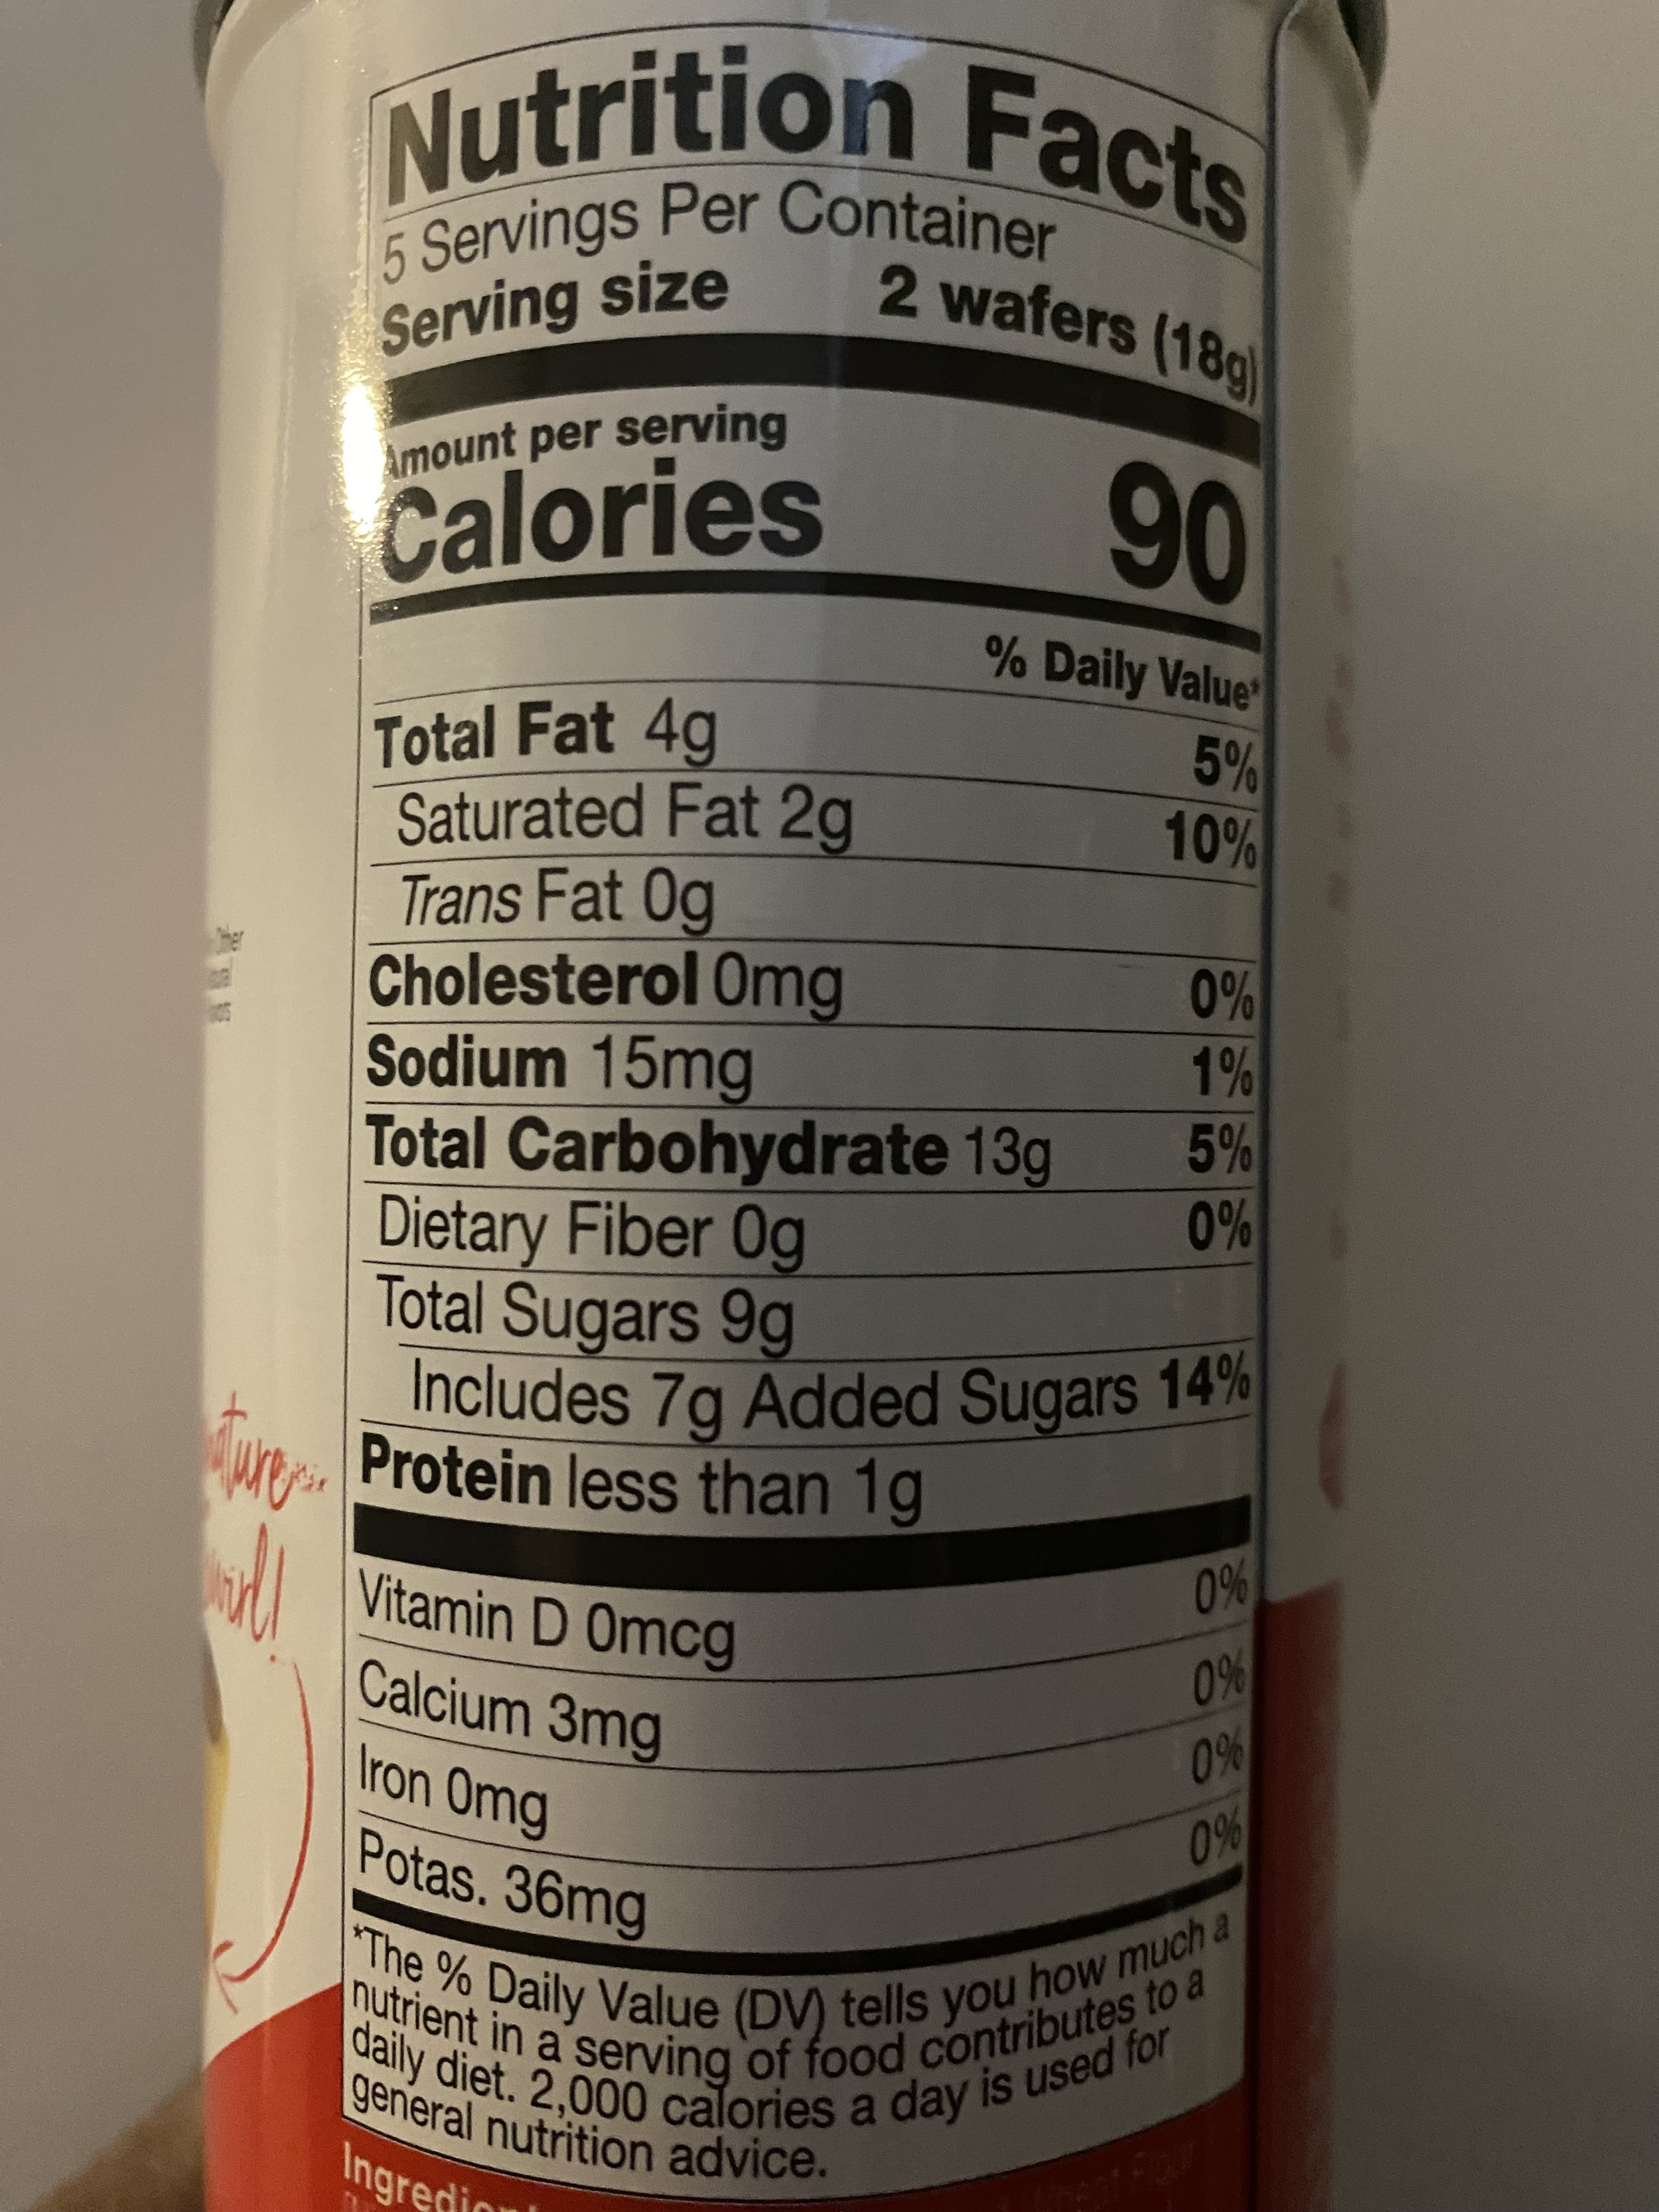 Nutrition Facts
5 Servings Per Container
Serving size 2 wafers (18g)
Amount per serving
Calories 90
% Daily Value*
Total Fat 4g 5%
Saturated Fat 2g 10%
Trans Fat 0g
Cholesterol 0mg 0%
Sodium 15mg 1%
Total Carbohydrate 13g 5%
Dietary Fiber 0g 0%
Total Sugars 9g
Includes 7g Added Sugars 14%
Protein less than 1g
Vitamin D 0mcg 0%
Calcium 3mg 0%
Iron 0mg 0%
Potas. 36mg 0%
*The % Daily Value (DV) tells you how much a
nutrient in a serving of food contributes to a
daily diet. 2,000 calories a day is used for
general nutrition advice.